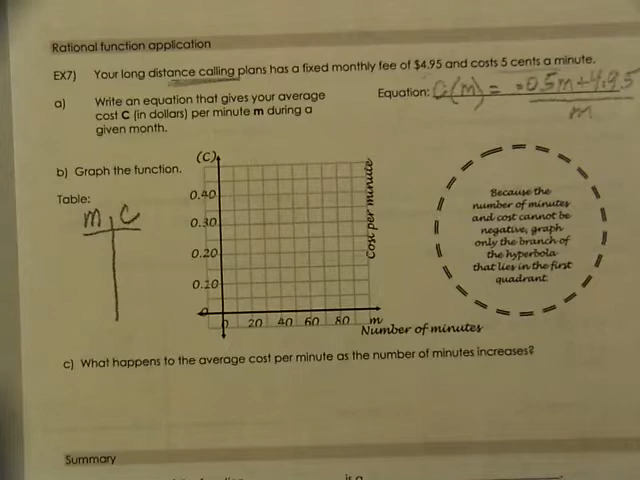 Rational function application
EX7) Your long distance calling plans has a fixed monthly fee of $4.95 and costs 5 cents a minute.
a) Write an equation that gives your average
cost C (in dollars) per minute m during a
given month.
Equation: C(m) = .05m+4.95
m
b) Graph the function.
Table:
m C
(C)
0.40
0.30
0.20
0.10
0
0 20 40 60 80 m
Number of minutes
Cost per minute
Because the
number of minutes
and cost cannot be
negative, graph
only the branch of
the hyperbola
that lies in the first
quadrant.
c) What happens to the average cost per minute as the number of minutes increases?
Summary
is a